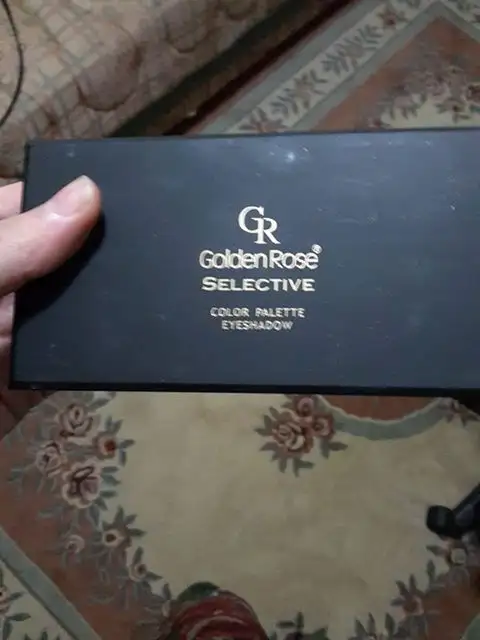 GR
Golden Rose®
SELECTIVE
COLOR PALETTE
EYESHADOW